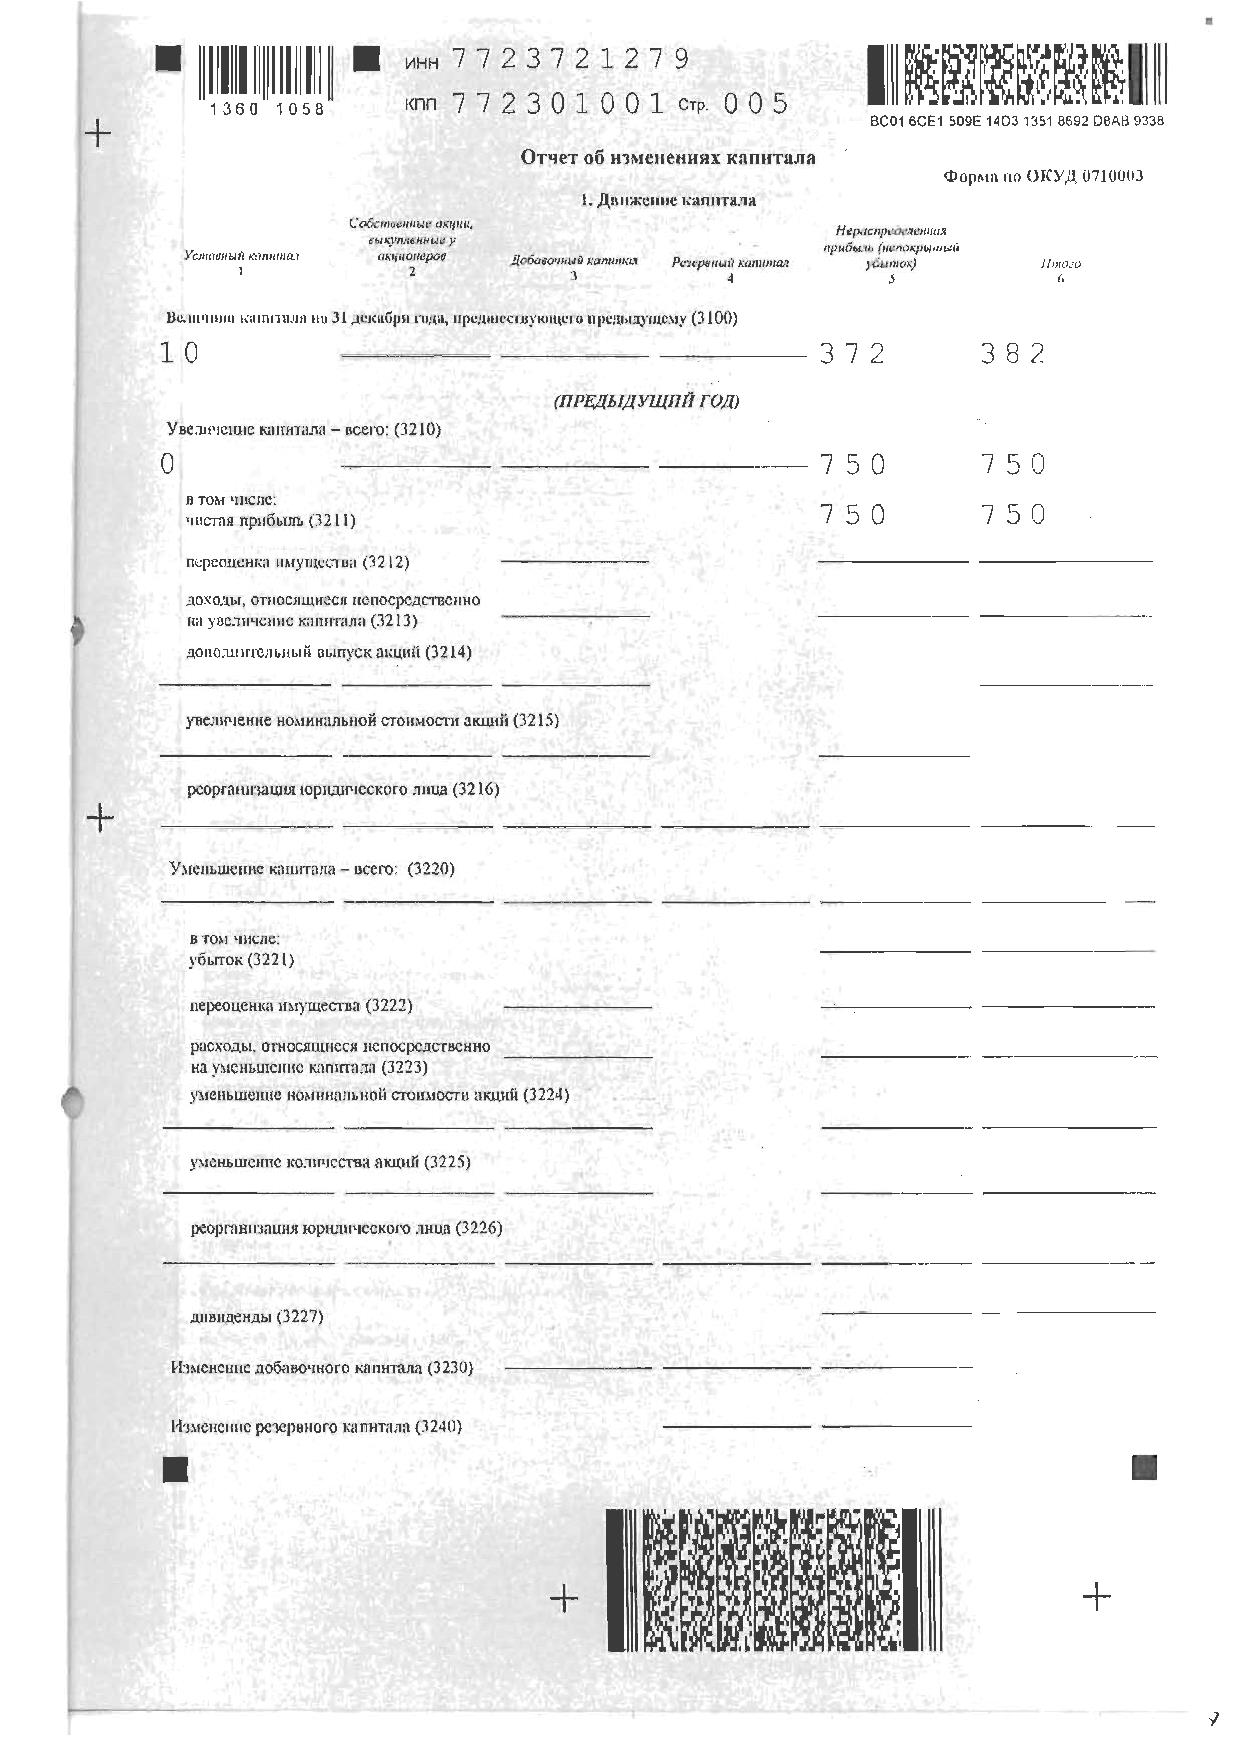 ИНН 7723721279
1360 1058
КПП 772301001 Стр. 005
BC01 6CE1 509E 14D3 1351 8692 D8AB 9338
Отчет об изменениях капитала
Форма по ОКУД 0710003
1. Движение капитала
Уставный капитал
1
Собственные акции,
выкупленные у
акционеров
2
Добавочный капитал
3
Резервный капитал
4
Нераспределенная
прибыль (непокрытый
убыток)
5
Итого
6
Величина капитала на 31 декабря года, предшествующего предыдущему (3100)
10 372 382
(ПРЕДЫДУЩИЙ ГОД)
Увеличение капитала – всего: (3210)
0 750 750
в том числе:
чистая прибыль (3211) 750 750
переоценка имущества (3212)
доходы, относящиеся непосредственно
на увеличение капитала (3213)
дополнительный выпуск акций (3214)
увеличение номинальной стоимости акций (3215)
реорганизация юридического лица (3216)
Уменьшение капитала – всего: (3220)
в том числе:
убыток (3221)
переоценка имущества (3222)
расходы, относящиеся непосредственно
на уменьшение капитала (3223)
уменьшение номинальной стоимости акций (3224)
уменьшение количества акций (3225)
реорганизация юридического лица (3226)
дивиденды (3227)
Изменение добавочного капитала (3230)
Изменение резервного капитала (3240)